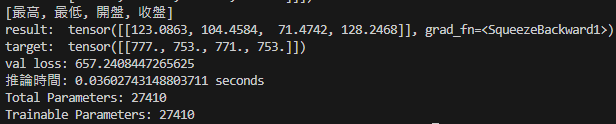 [最高, 最低, 開盤, 收盤]
result:  tensor([[123.0863, 104.4584,  71.4742, 128.2468]], grad_fn=<SqueezeBackward1>)
target:  tensor([[777., 753., 771., 753.]])
val loss: 657.2408447265625
推論時間: 0.03602743148803711 seconds
Total Parameters: 27410
Trainable Parameters: 27410